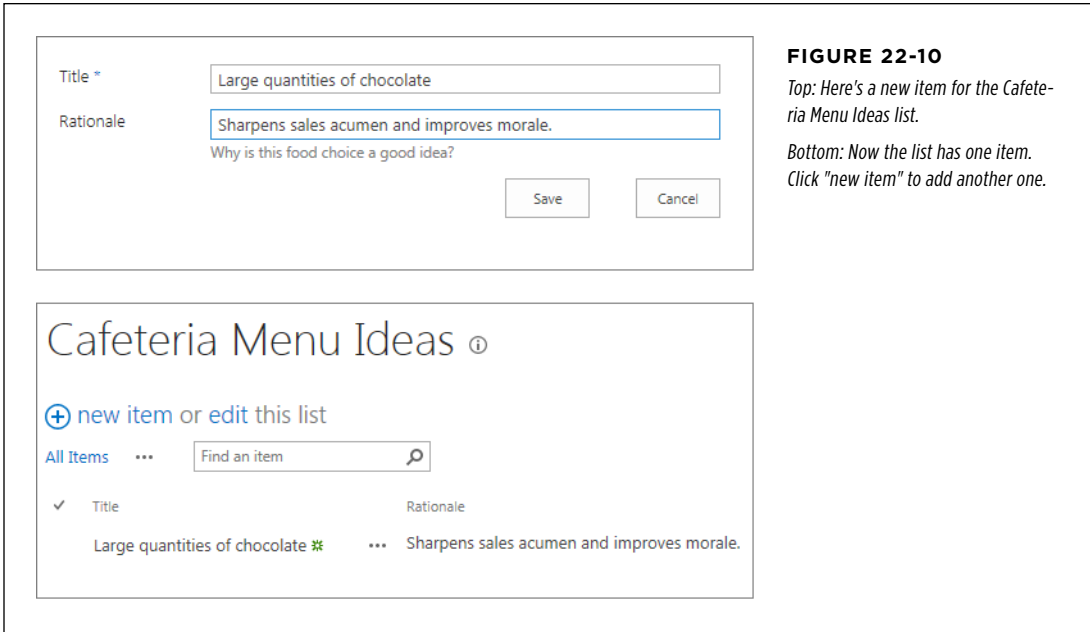 Title *
Large quantities of chocolate
Rationale
Sharpens sales acumen and improves morale.
Why is this food choice a good idea?
Save
Cancel
FIGURE 22-10
Top: Here's a new item for the Cafete-
ria Menu Ideas list.
Bottom: Now the list has one item.
Click "new item" to add another one.
Cafeteria Menu Ideas
new item or edit this list
All Items
Find an item
Title
Rationale
Large quantities of chocolate
Sharpens sales acumen and improves morale.